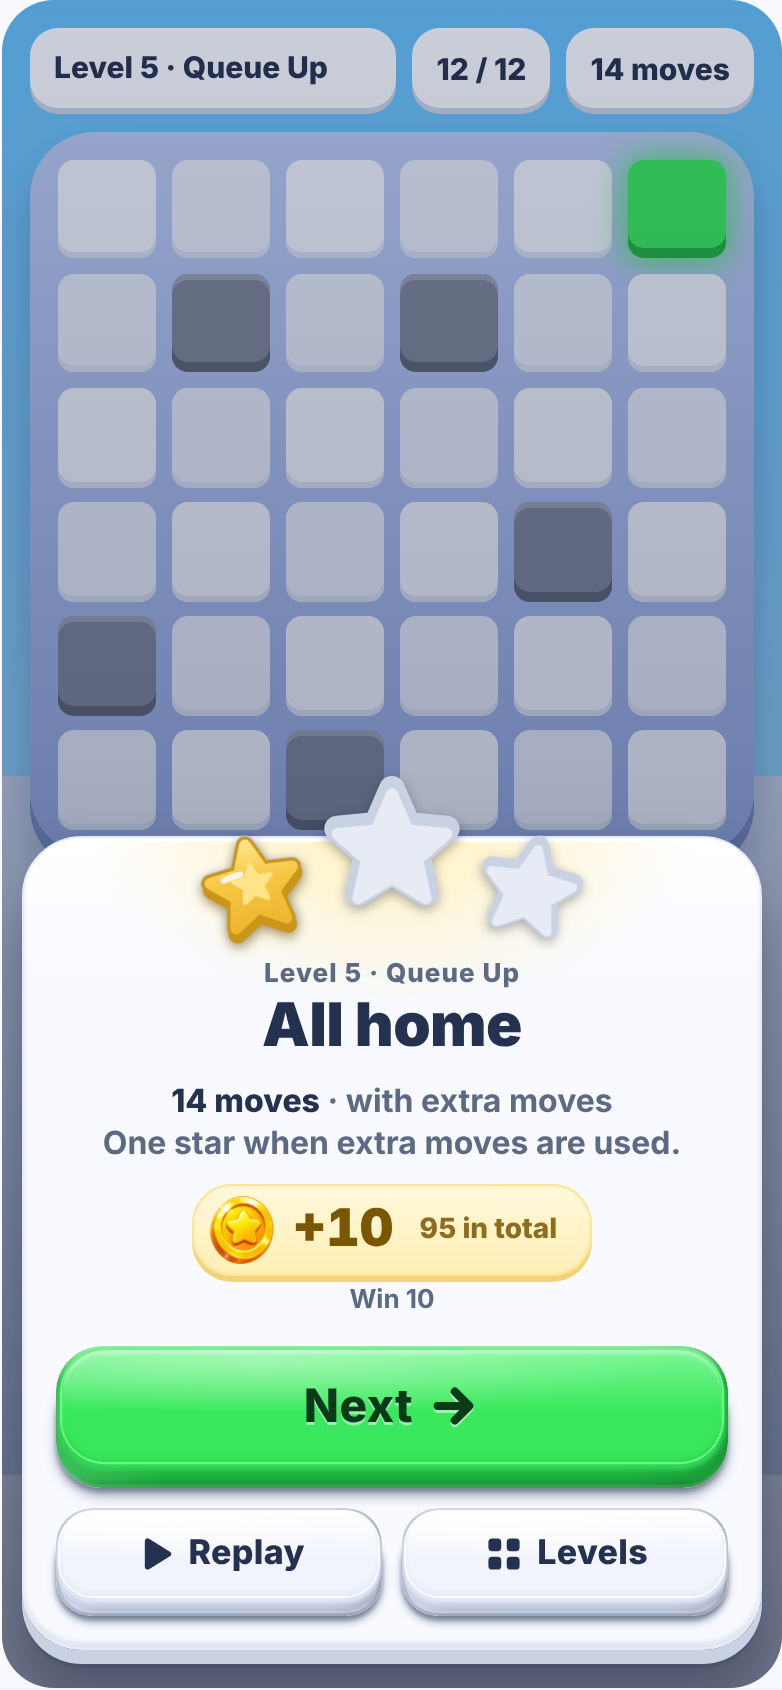 Level 5 · Queue Up
12 / 12
14 moves
Level 5 · Queue Up
All home
14 moves · with extra moves
One star when extra moves are used.
+10 95 in total
Win 10
Next →
Replay
Levels